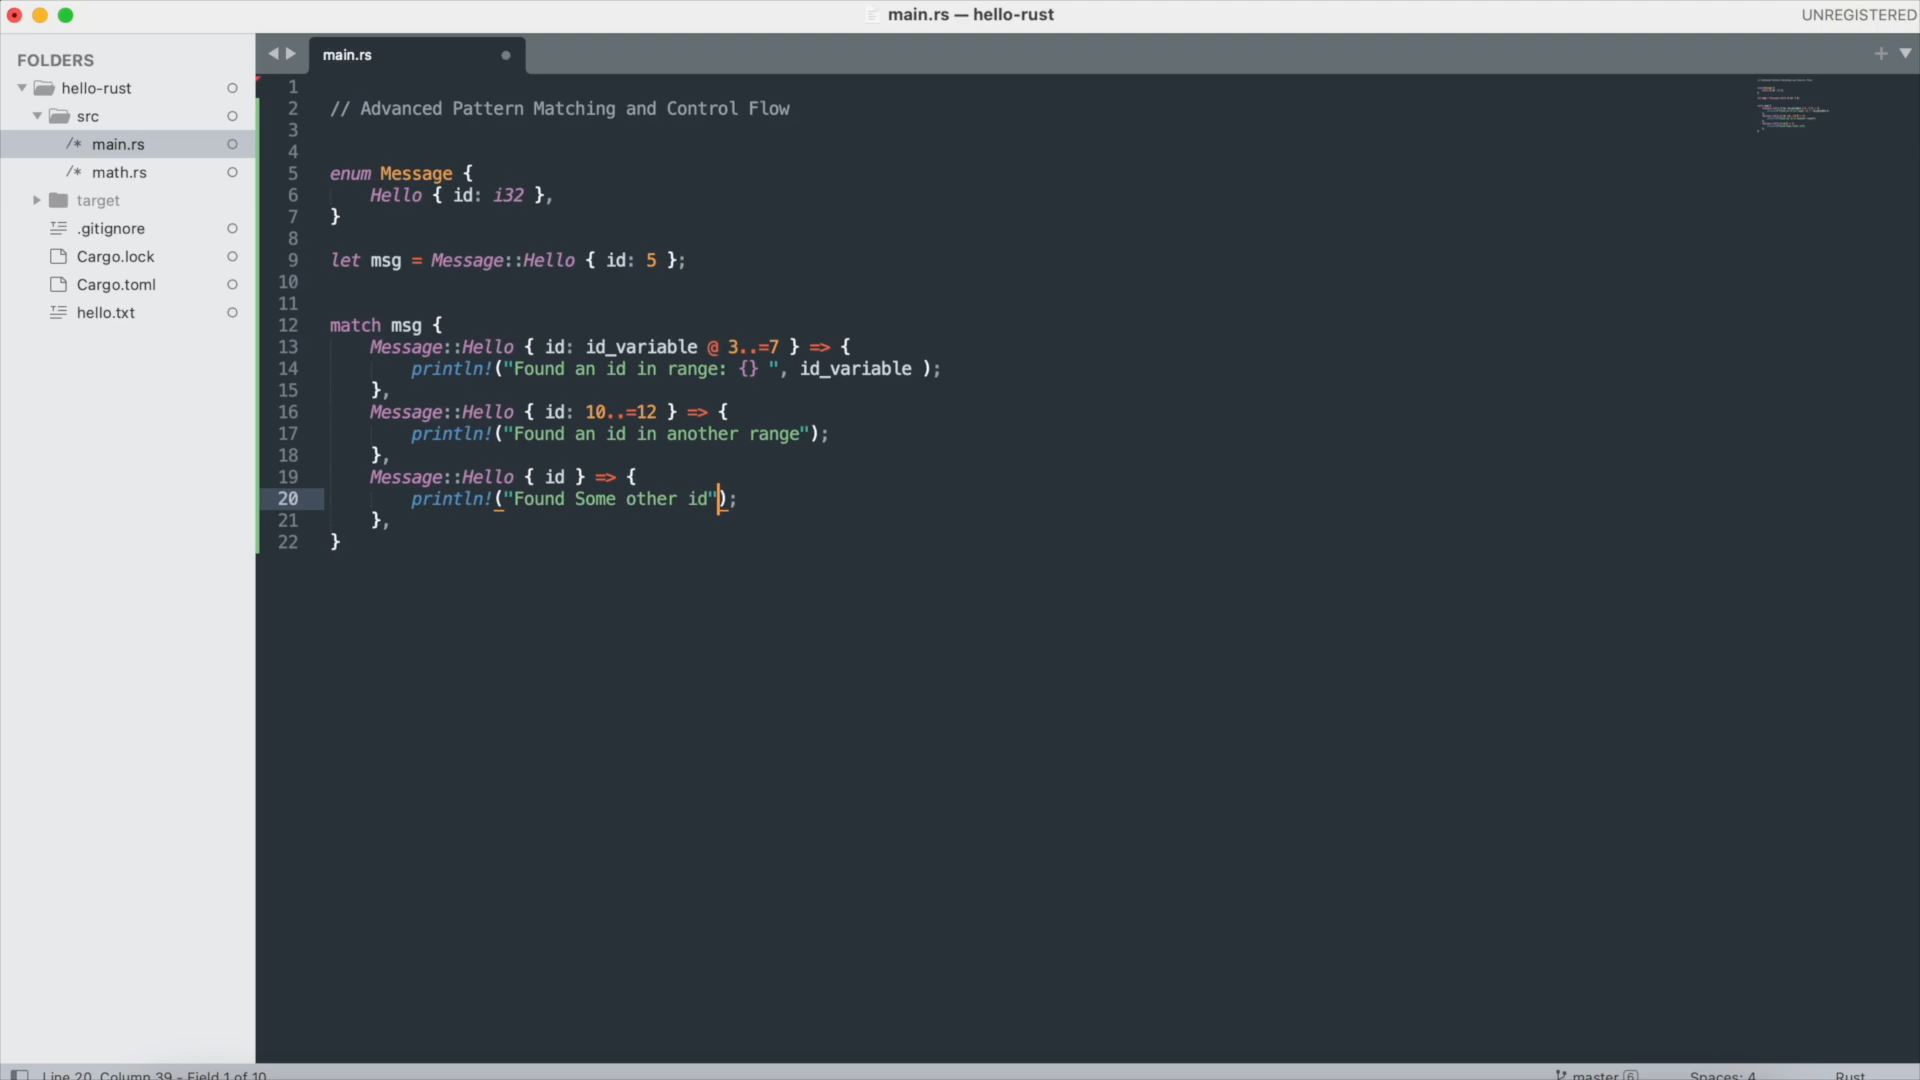 main.rs — hello-rust
UNREGISTERED
FOLDERS
hello-rust
src
/* main.rs
/* math.rs
target
.gitignore
Cargo.lock
Cargo.toml
hello.txt
main.rs
1
2 // Advanced Pattern Matching and Control Flow
3
4
5 enum Message {
6     Hello { id: i32 },
7 }
8
9 let msg = Message::Hello { id: 5 };
10
11
12 match msg {
13     Message::Hello { id: id_variable @ 3..=7 } => {
14         println!("Found an id in range: {} ", id_variable );
15     },
16     Message::Hello { id: 10..=12 } => {
17         println!("Found an id in another range");
18     },
19     Message::Hello { id } => {
20         println!("Found Some other id");
21     },
22 }
Line 20, Column 39 - Field 1 of 10
master 6
Spaces: 4
Rust